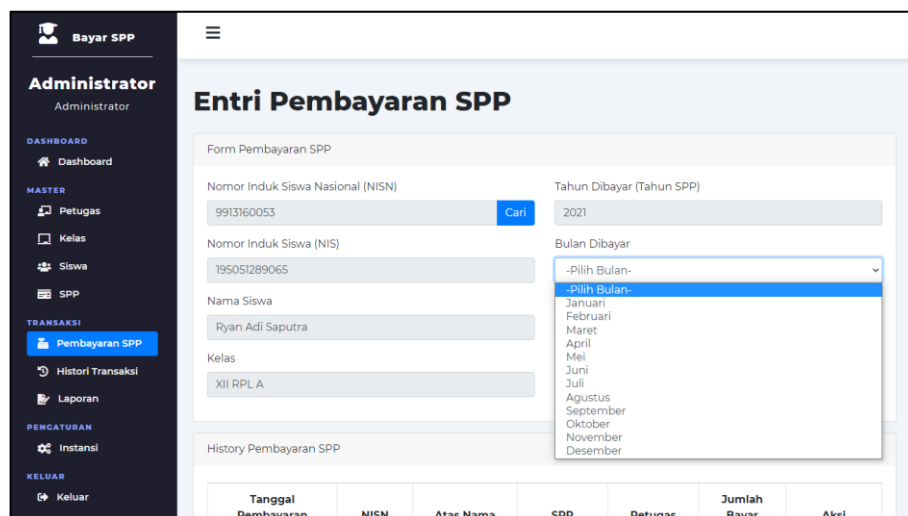 Bayar SPP
Administrator
Administrator
DASHBOARD
Dashboard
MASTER
Petugas
Kelas
Siswa
SPP
TRANSAKSI
Pembayaran SPP
Histori Transaksi
Laporan
PENGATURAN
Instansi
KELUAR
Keluar
Entri Pembayaran SPP
Form Pembayaran SPP
Nomor Induk Siswa Nasional (NISN)
9913160053 Cari
Nomor Induk Siswa (NIS)
195051289065
Nama Siswa
Ryan Adi Saputra
Kelas
XII RPL A
Tahun Dibayar (Tahun SPP)
2021
Bulan Dibayar
-Pilih Bulan-
-Pilih Bulan-
Januari
Februari
Maret
April
Mei
Juni
Juli
Agustus
September
Oktober
November
Desember
History Pembayaran SPP
Tanggal
Pembayaran NISN Atas Nama SPP Petugas Jumlah
Bayar Aksi